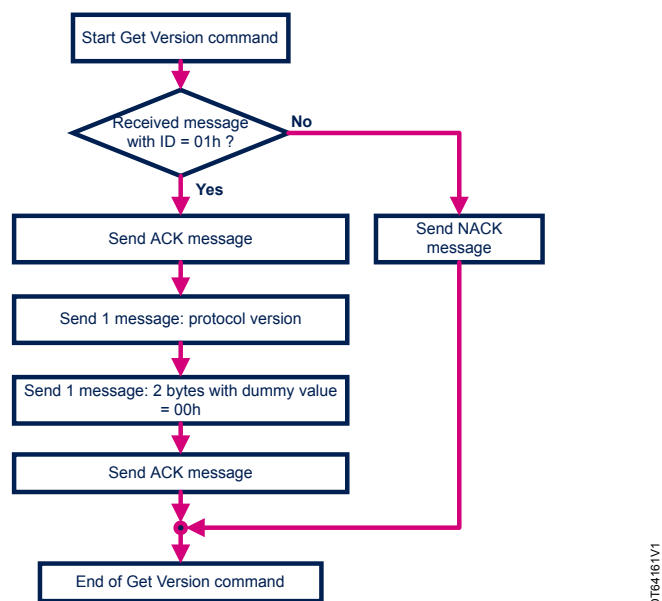 Start Get Version command
Received message
with ID = 01h ?
No
Yes
Send ACK message
Send NACK
message
Send 1 message: protocol version
Send 1 message: 2 bytes with dummy value
= 00h
Send ACK message
End of Get Version command